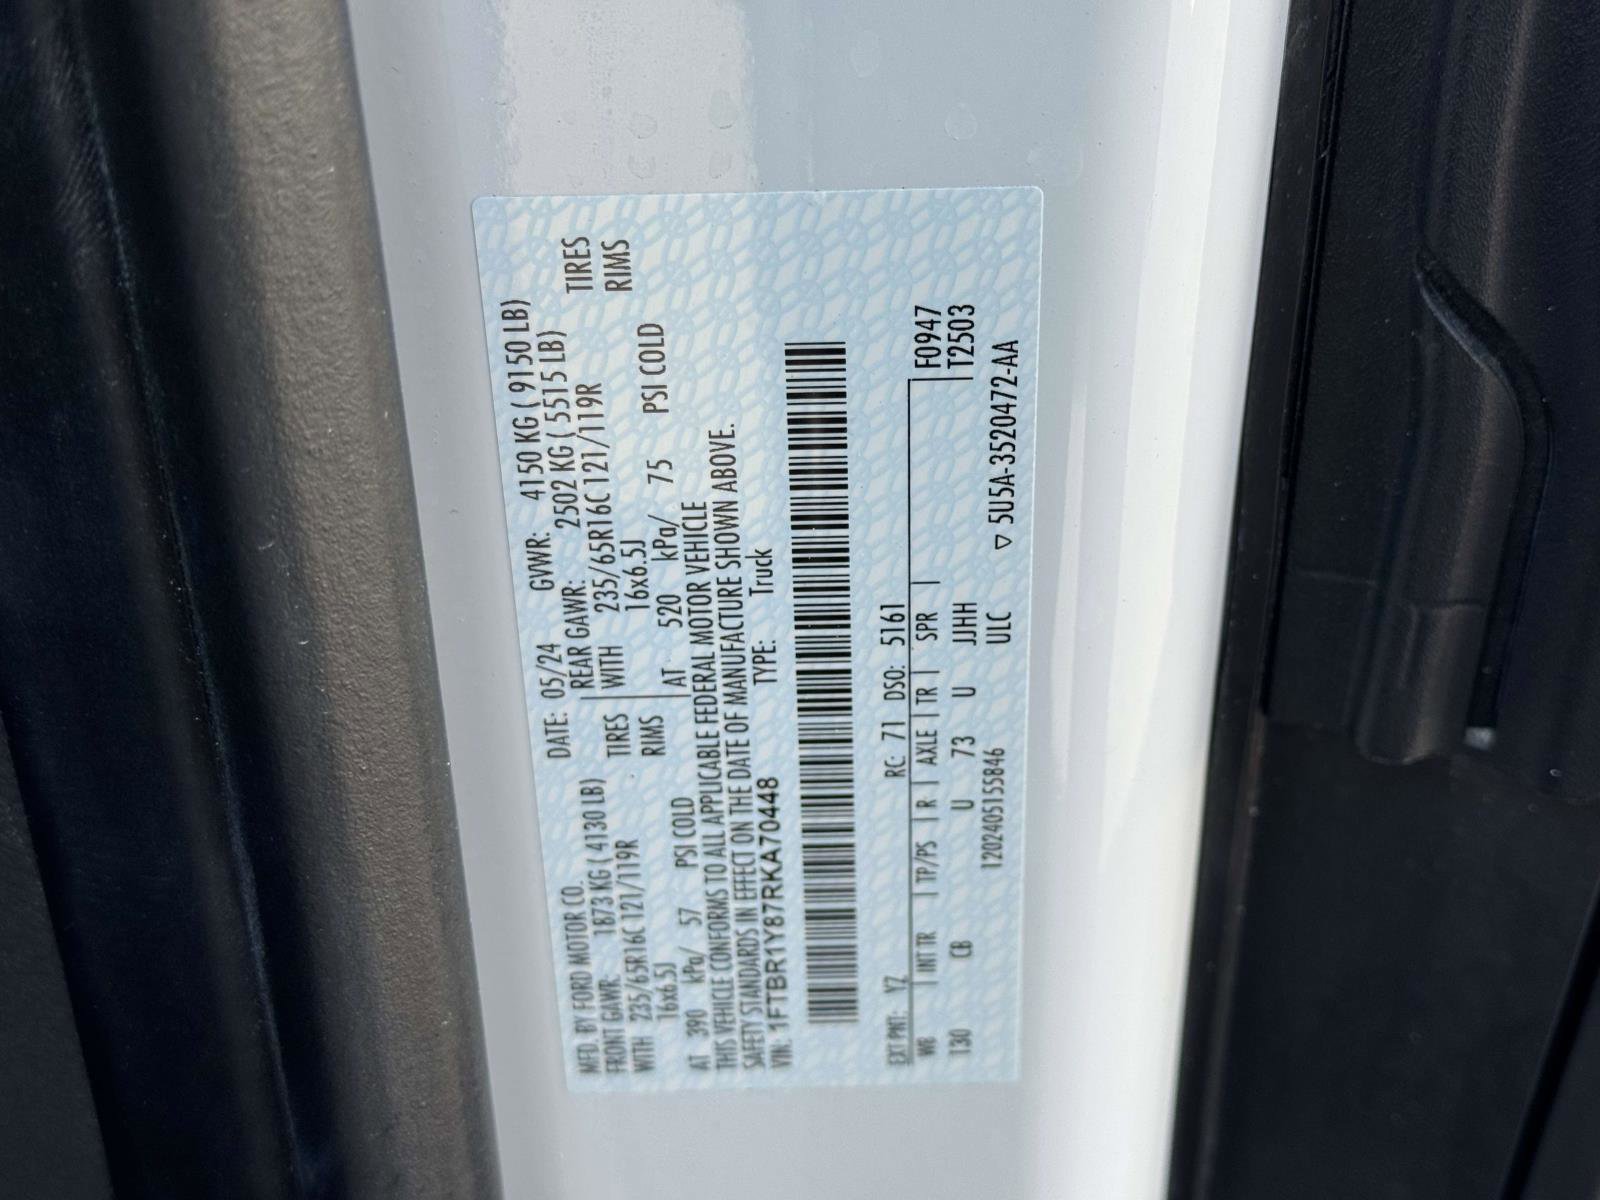 MFD. BY FORD MOTOR CO. DATE: 05/24 GVWR: 4150 KG ( 9150 LB)
FRONT GAWR: 1873 KG ( 4130 LB) REAR GAWR: 2502 KG ( 5515 LB)
WITH 235/65R16C 121/119R TIRES WITH 235/65R16C 121/119R TIRES
16x6.5J RIMS 16x6.5J RIMS
AT 390 kPa/ 57 PSI COLD AT 520 kPa/ 75 PSI COLD
THIS VEHICLE CONFORMS TO ALL APPLICABLE FEDERAL MOTOR VEHICLE
SAFETY STANDARDS IN EFFECT ON THE DATE OF MANUFACTURE SHOWN ABOVE.
VIN: 1FTBR1Y87RKA70448 TYPE: Truck
EXT PNT: YZ RC: 71 DSO: 5161
WB | INT TR | TP/PS | R | AXLE | TR | SPR | F0947
T30 CB U 73 U JJHH T2503
1202405155846 ULC ▽ 5U5A-3520472-AA